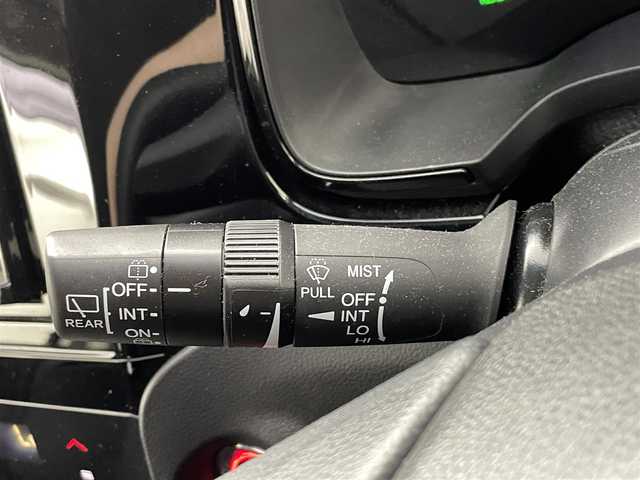 OFF
REAR
INT
ON
PULL
MIST
OFF
INT
LO
HI